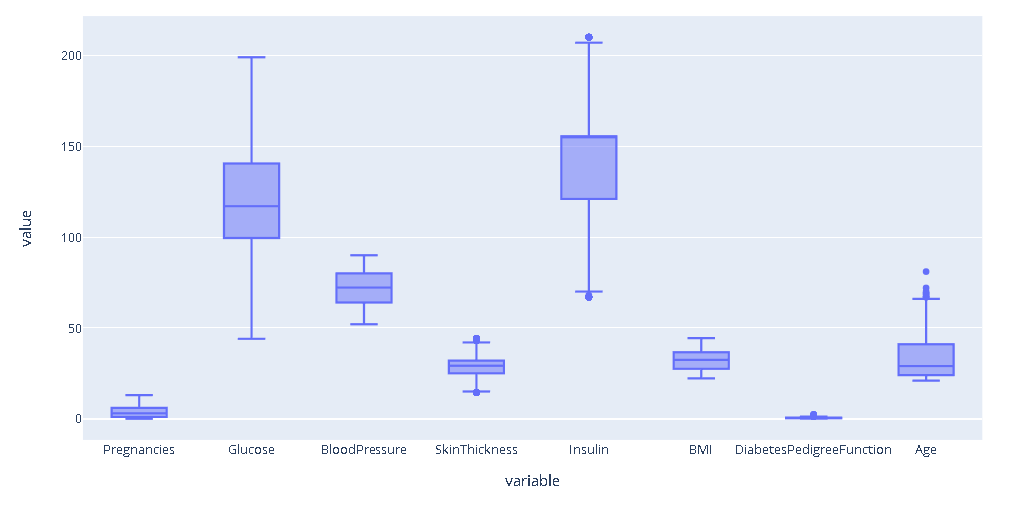 200
150
100
50
0
value
Pregnancies Glucose BloodPressure SkinThickness Insulin BMI DiabetesPedigreeFunction Age
variable